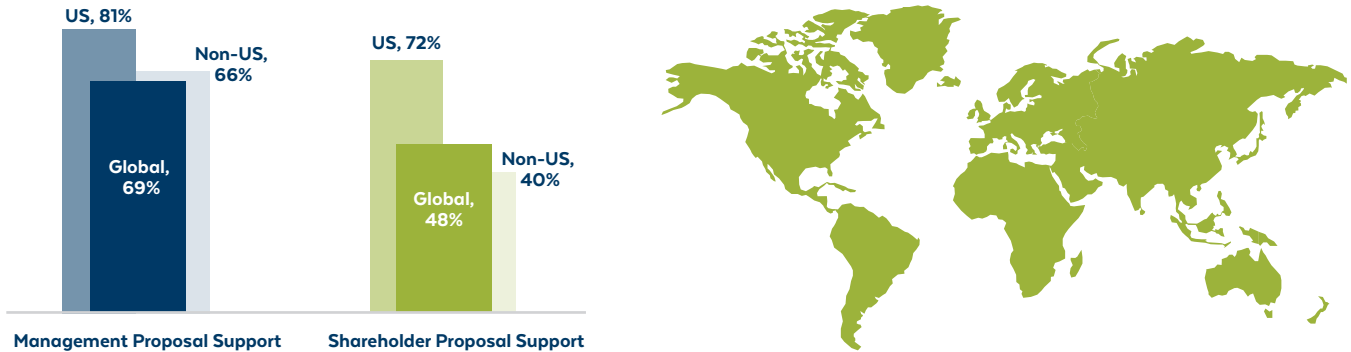 US, 81%
Non-US,
66%
Global,
69%
Management Proposal Support
US, 72%
Non-US,
40%
Global,
48%
Shareholder Proposal Support